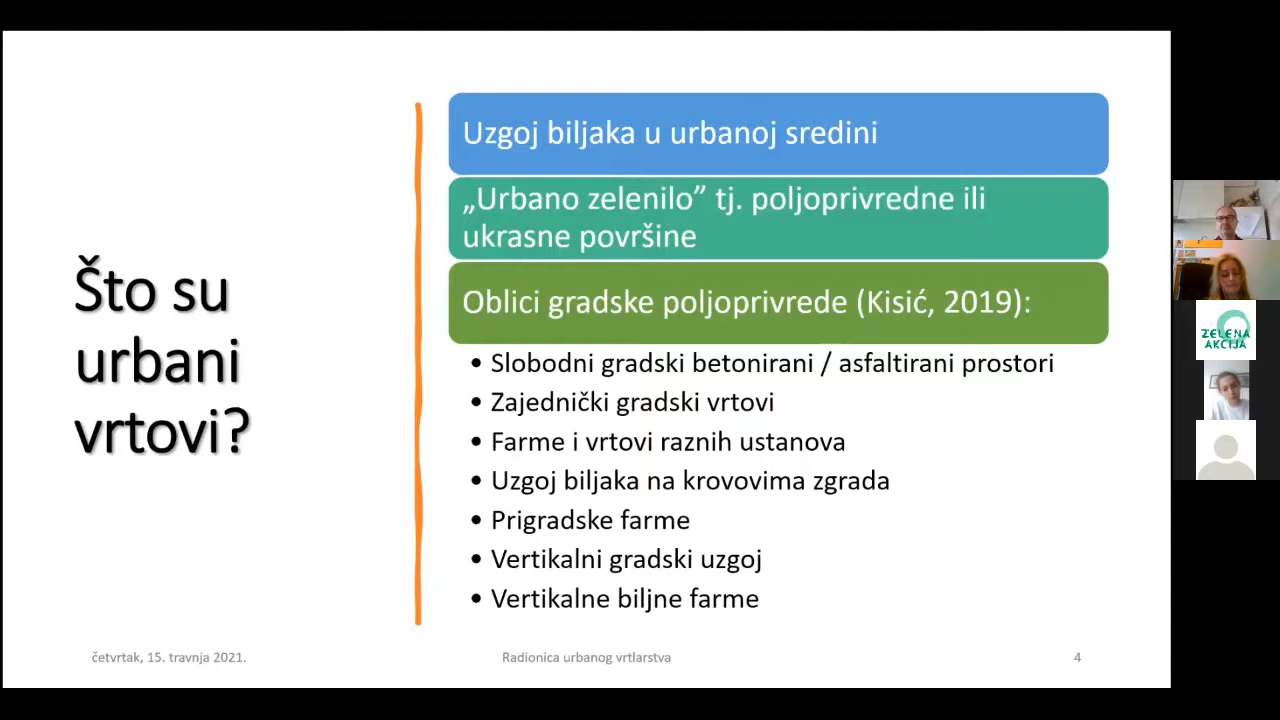 Što su
urbani
vrtovi?
Uzgoj biljaka u urbanoj sredini
„Urbano zelenilo” tj. poljoprivredne ili
ukrasne površine
Oblici gradske poljoprivrede (Kisić, 2019):
• Slobodni gradski betonirani / asfaltirani prostori
• Zajednički gradski vrtovi
• Farme i vrtovi raznih ustanova
• Uzgoj biljaka na krovovima zgrada
• Prigradske farme
• Vertikalni gradski uzgoj
• Vertikalne biljne farme
četvrtak, 15. travnja 2021.
Radionica urbanog vrtlarstva
4
ZELENA
AKCIJA